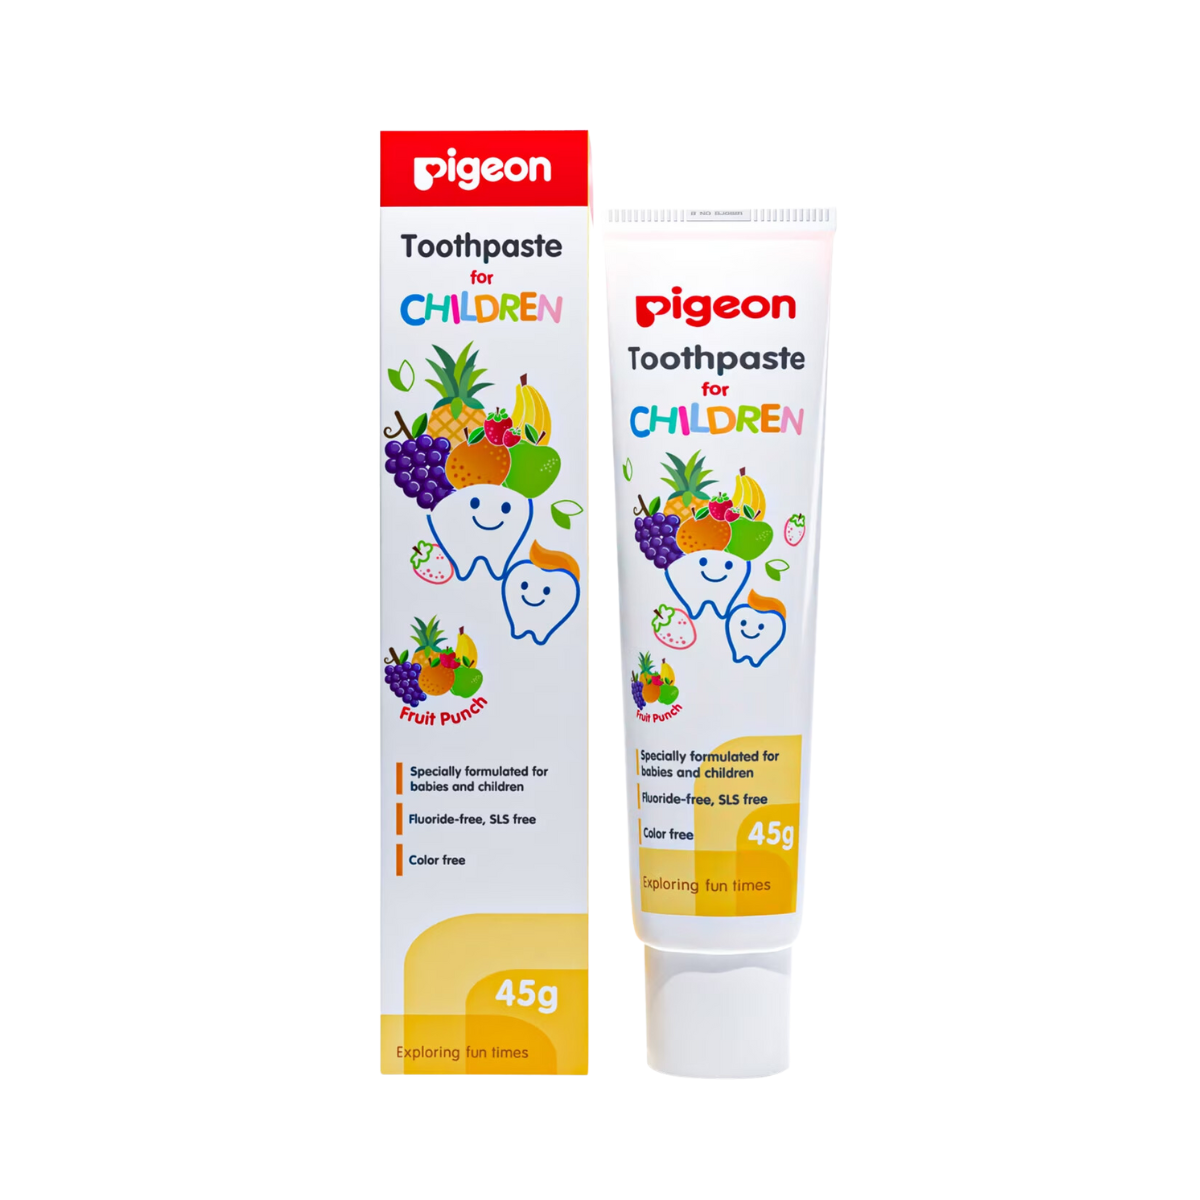 pigeon
Toothpaste
for
CHILDREN
Fruit Punch
Specially formulated for
babies and children
Fluoride-free, SLS free
Color free
45g
Exploring fun times
pigeon
Toothpaste
for
CHILDREN
Fruit Punch
Specially formulated for
babies and children
Fluoride-free, SLS free
Color free
45g
Exploring fun times